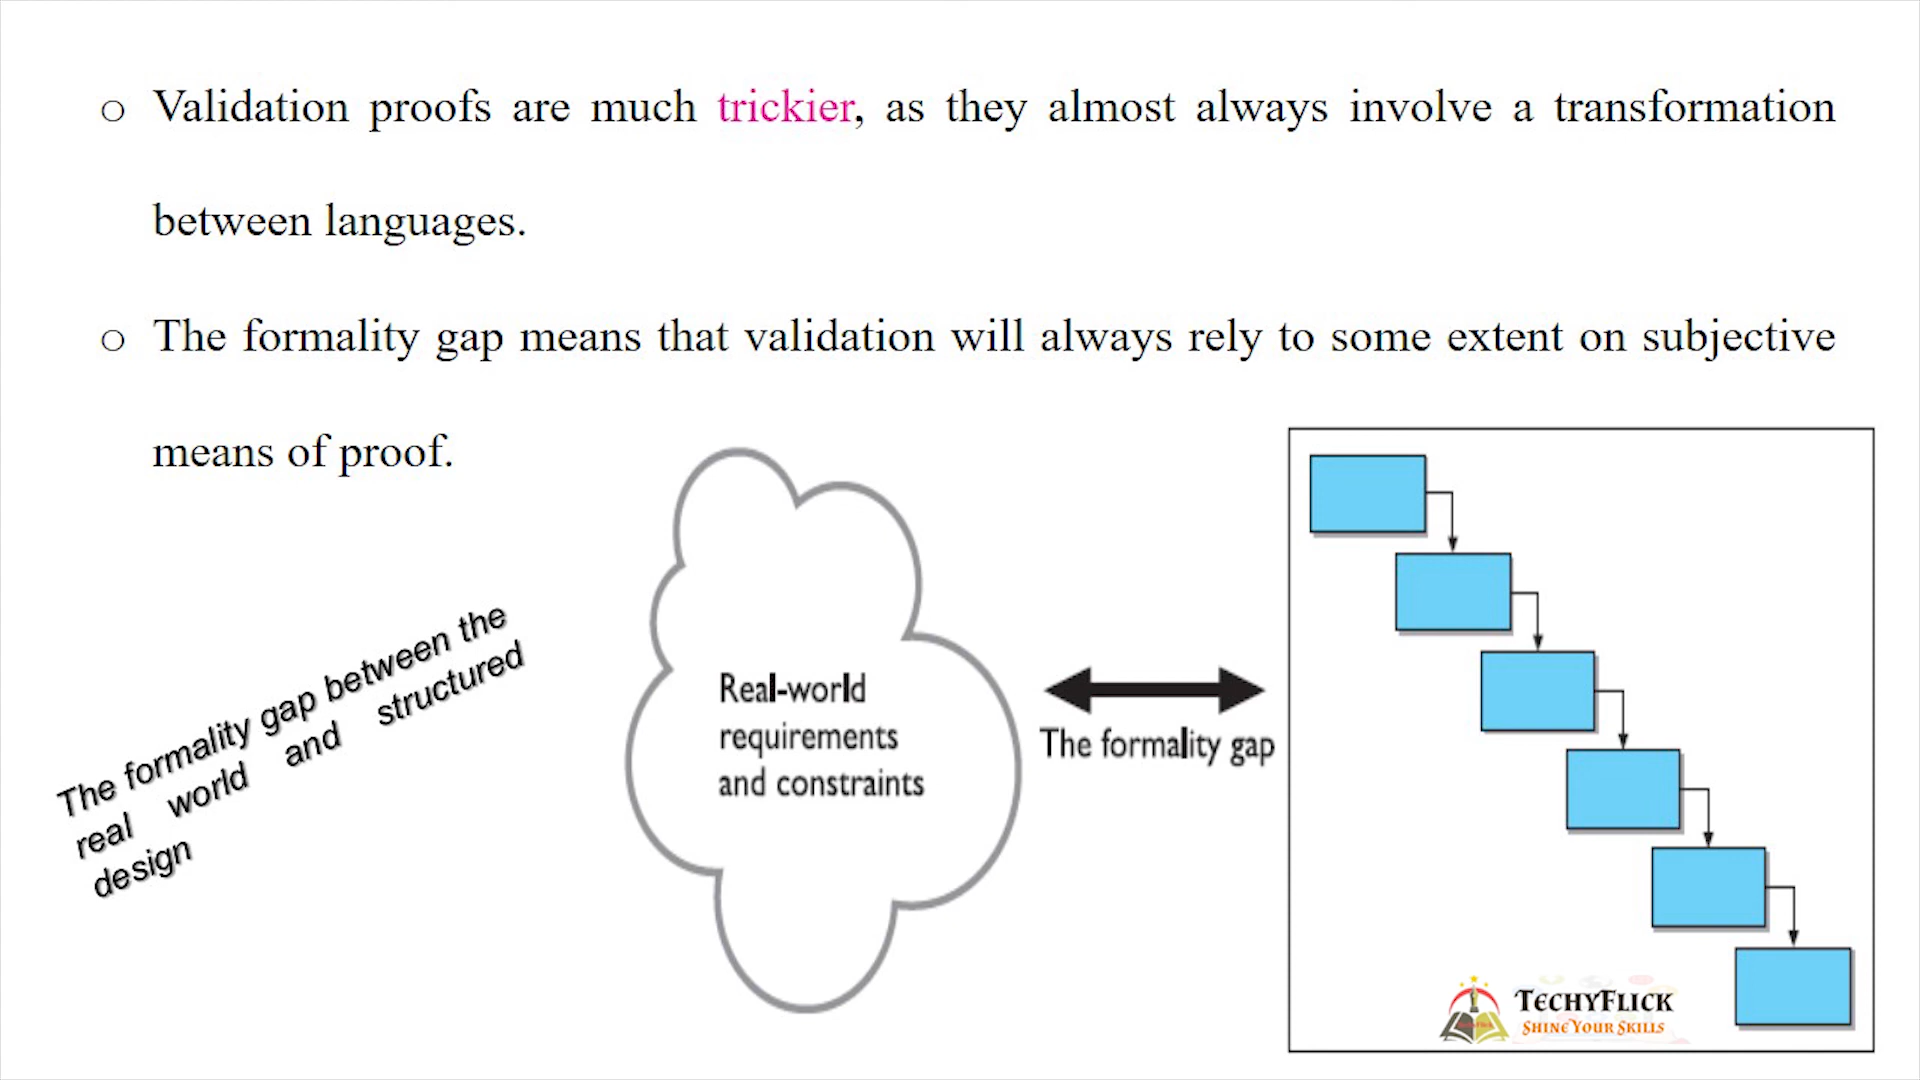 o Validation proofs are much trickier, as they almost always involve a transformation
between languages.
o The formality gap means that validation will always rely to some extent on subjective
means of proof.
The formality gap between the
real world and structured
design
Real-world
requirements
and constraints
The formality gap
TECHYFLICK
SHINE YOUR SKILLS